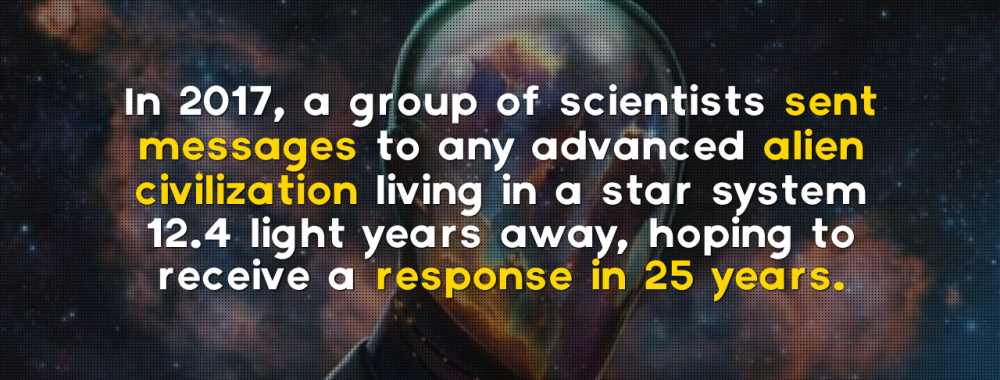 In 2017, a group of scientists sent
messages to any advanced alien
civilization living in a star system
12.4 light years away, hoping to
receive a response in 25 years.